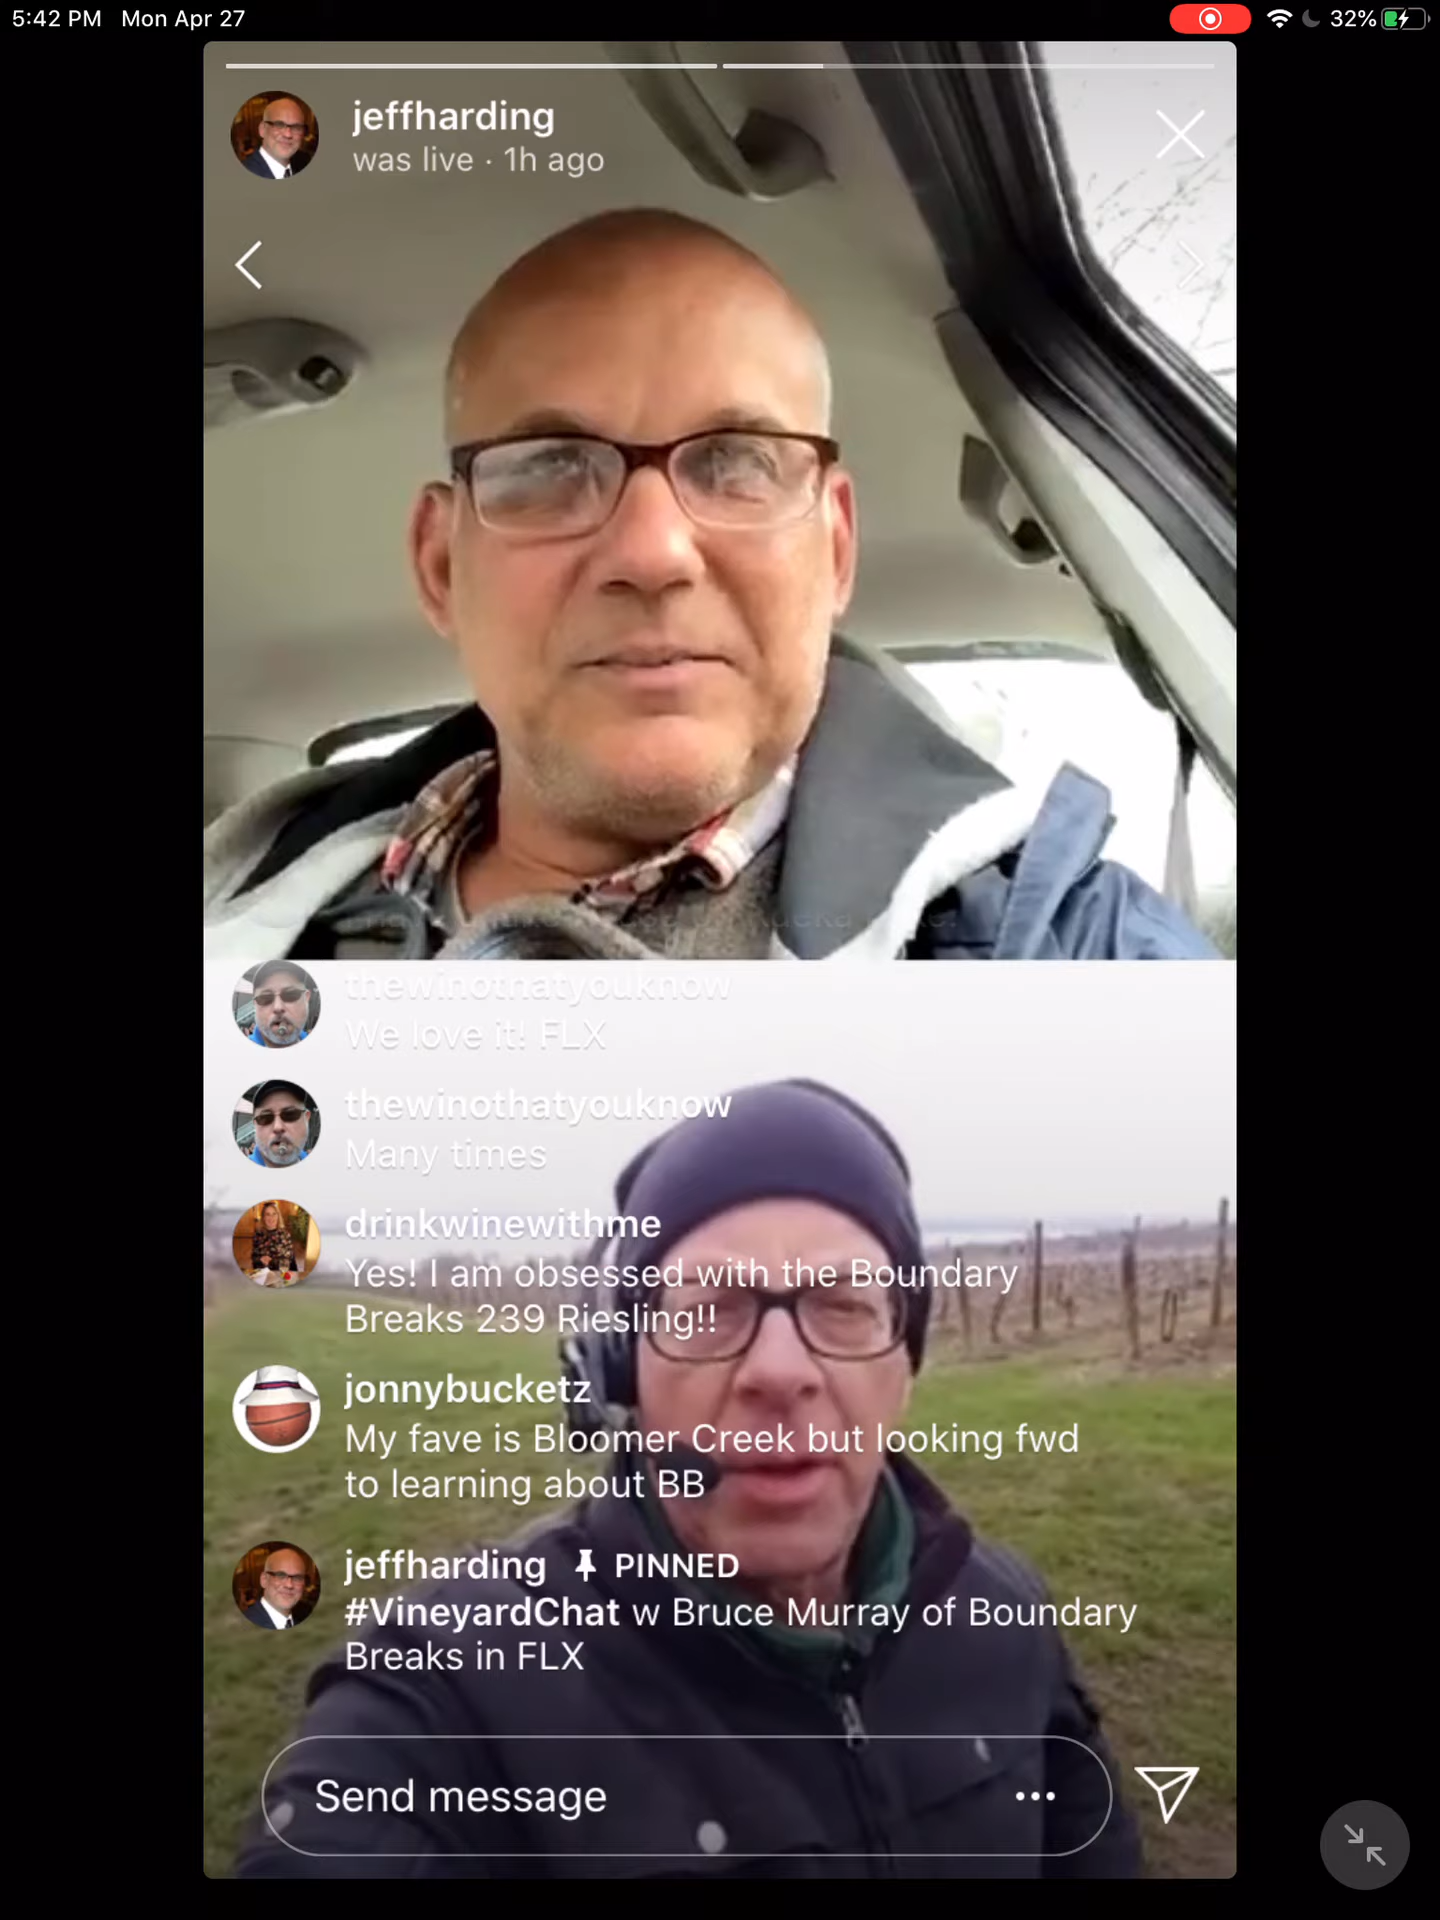 5:42 PM Mon Apr 27
32%
jeffharding
was live · 1h ago
thewinothatyouknow
We love it! FLX
thewinothatyouknow
Many times
drinkwinewithme
Yes! I am obsessed with the Boundary
Breaks 239 Riesling!!
jonnybucketz
My fave is Bloomer Creek but looking fwd
to learning about BB
jeffharding PINNED
#VineyardChat w Bruce Murray of Boundary
Breaks in FLX
Send message